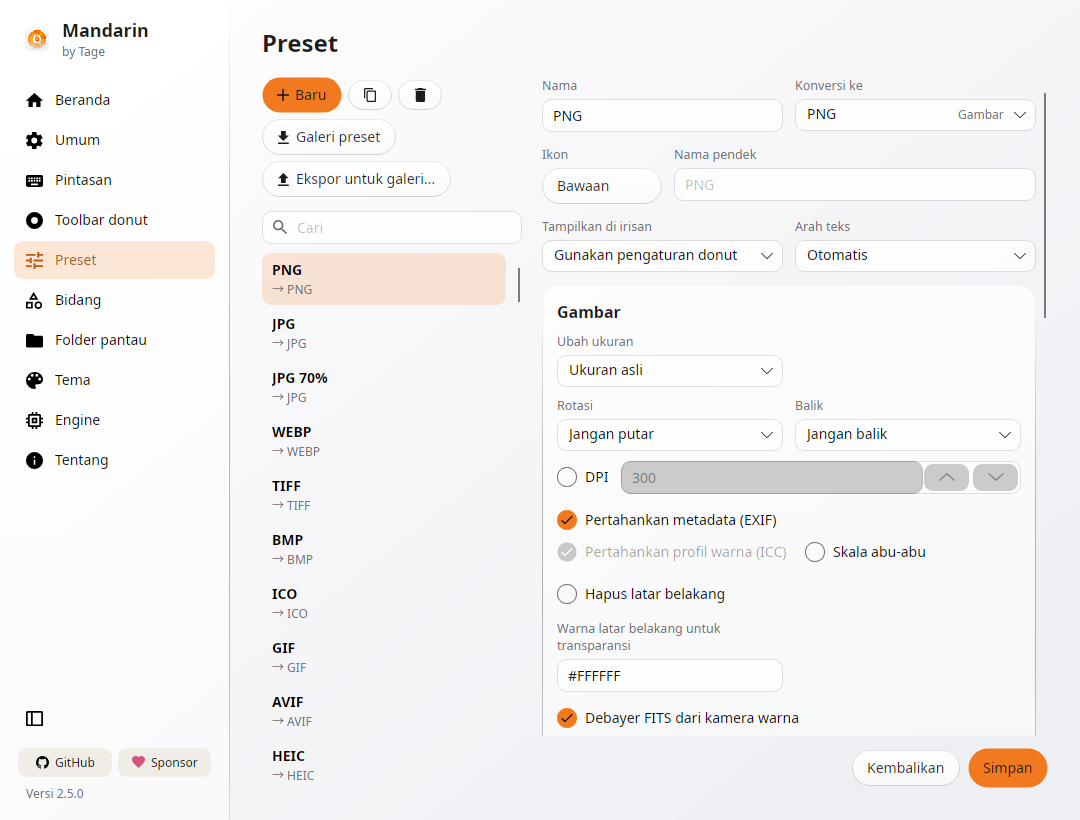 Mandarin
by Tage
Beranda
Umum
Pintasan
Toolbar donut
Preset
Bidang
Folder pantau
Tema
Engine
Tentang
GitHub
Sponsor
Versi 2.5.0
Preset
Baru
Galeri preset
Ekspor untuk galeri...
Cari
PNG
→ PNG
JPG
→ JPG
JPG 70%
→ JPG
WEBP
→ WEBP
TIFF
→ TIFF
BMP
→ BMP
ICO
→ ICO
GIF
→ GIF
AVIF
→ AVIF
HEIC
→ HEIC
Nama
Konversi ke
PNG
PNG Gambar
Ikon
Nama pendek
Bawaan
PNG
Tampilkan di irisan
Arah teks
Gunakan pengaturan donut
Otomatis
Gambar
Ubah ukuran
Ukuran asli
Rotasi
Balik
Jangan putar
Jangan balik
DPI
300
Pertahankan metadata (EXIF)
Pertahankan profil warna (ICC)
Skala abu-abu
Hapus latar belakang
Warna latar belakang untuk
transparansi
#FFFFFF
Debayer FITS dari kamera warna
Kembalikan
Simpan